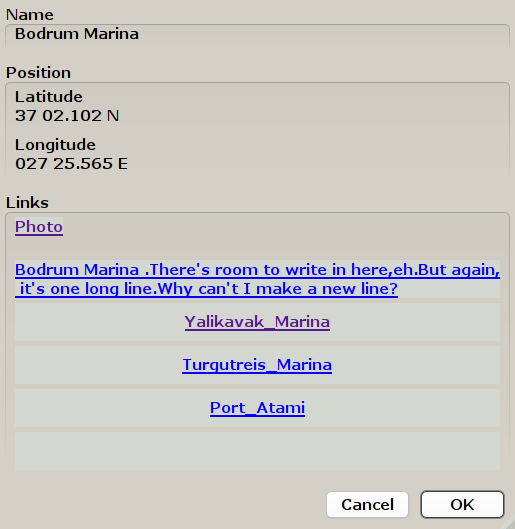 Name
Bodrum Marina
Position
Latitude
37 02.102 N
Longitude
027 25.565 E
Links
Photo
Bodrum Marina .There's room to write in here,eh.But again,
it's one long line.Why can't I make a new line?
Yalikavak_Marina
Turgutreis_Marina
Port_Atami
Cancel OK